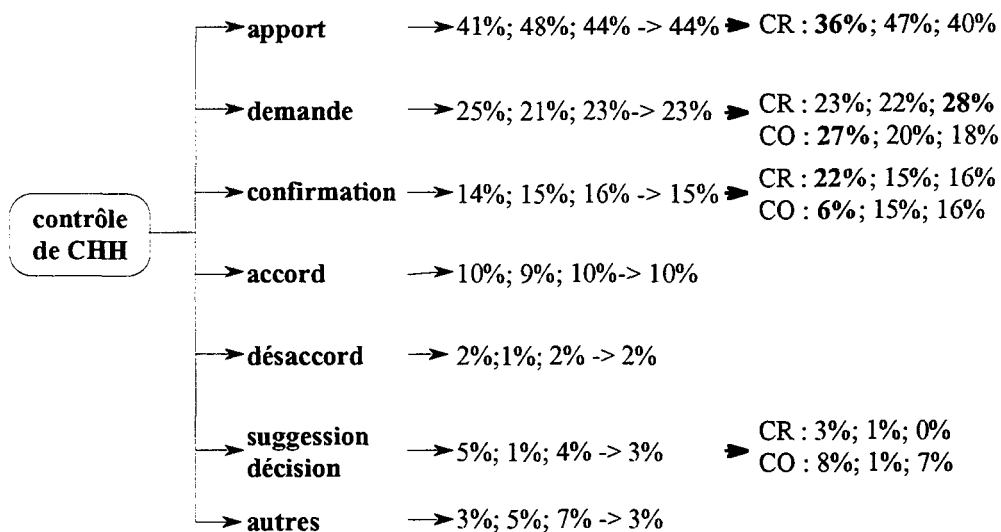 apport 41%; 48%; 44% -> 44% CR : 36%; 47%; 40%
demande 25%; 21%; 23%-> 23% CR : 23%; 22%; 28%
CO : 27%; 20%; 18%
confirmation 14%; 15%; 16% -> 15% CR : 22%; 15%; 16%
CO : 6%; 15%; 16%
contrôle
de CHH
accord 10%; 9%; 10%-> 10%
désaccord 2%;1%; 2% -> 2%
suggession
décision 5%; 1%; 4% -> 3% CR : 3%; 1%; 0%
CO : 8%; 1%; 7%
autres 3%; 5%; 7% -> 3%